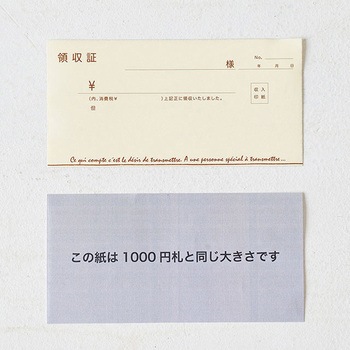 領収証
様
No.
年 月 日
¥
収入
印紙
(内、消費税¥ )上記正に領収いたしました。
但
Ce qui compte c'est le désir de transmettre. A une personne spécial à transmettre...
この紙は1000円札と同じ大きさです